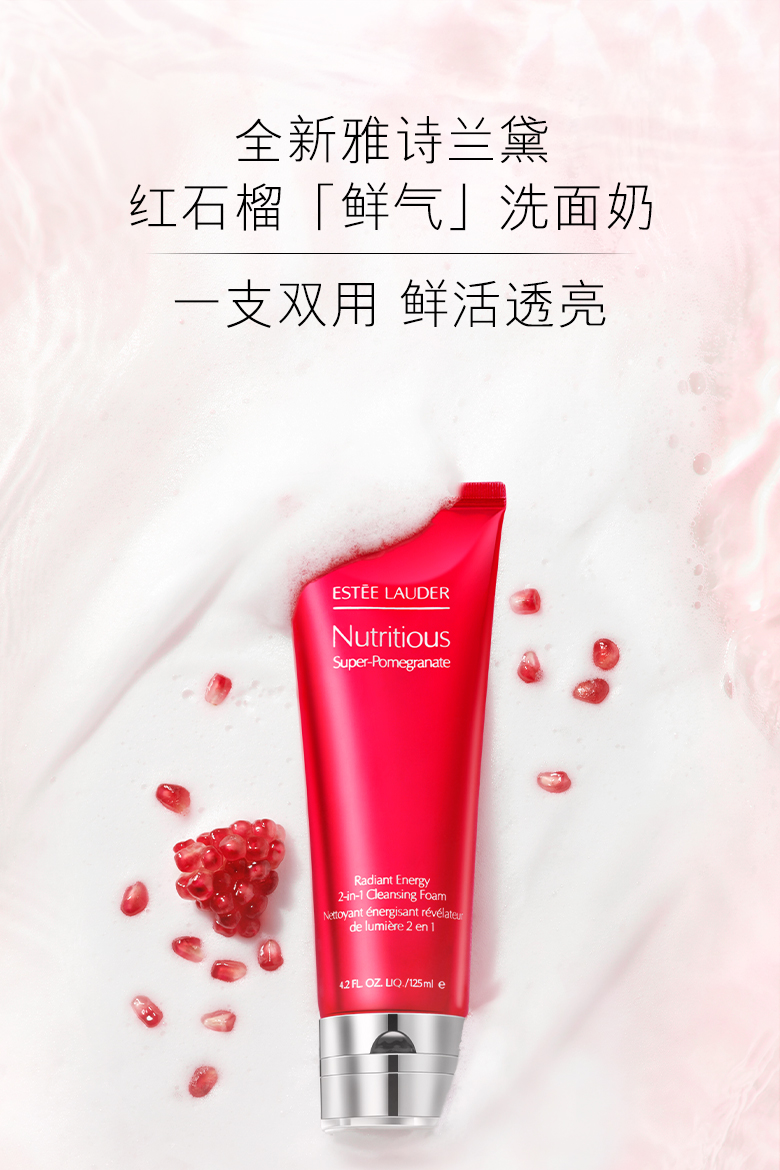 全新雅诗兰黛
红石榴「鲜气」洗面奶
一支双用 鲜活透亮
ESTĒE LAUDER
Nutritious
Super-Pomegranate
Radiant Energy
2-in-1 Cleansing Foam
Nettoyant énergisant révélateur
de lumière 2 en 1
4.2 FL. OZ. LIQ./125ml e